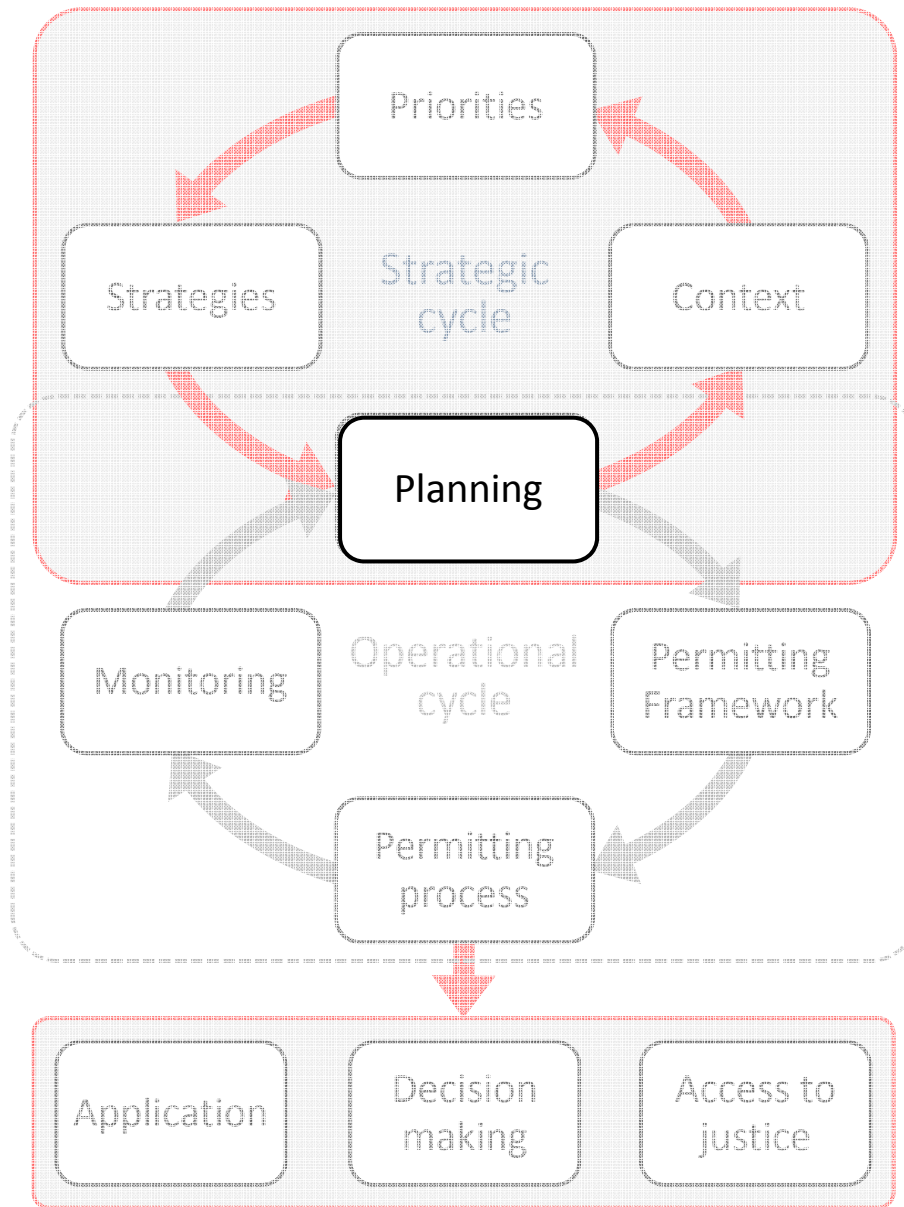 Priorities
Strategies
Strategic
cycle
Context
Planning
Monitoring
Operational
cycle
Permitting
Framework
Permitting
process
Application
Decision
making
Access to
justice